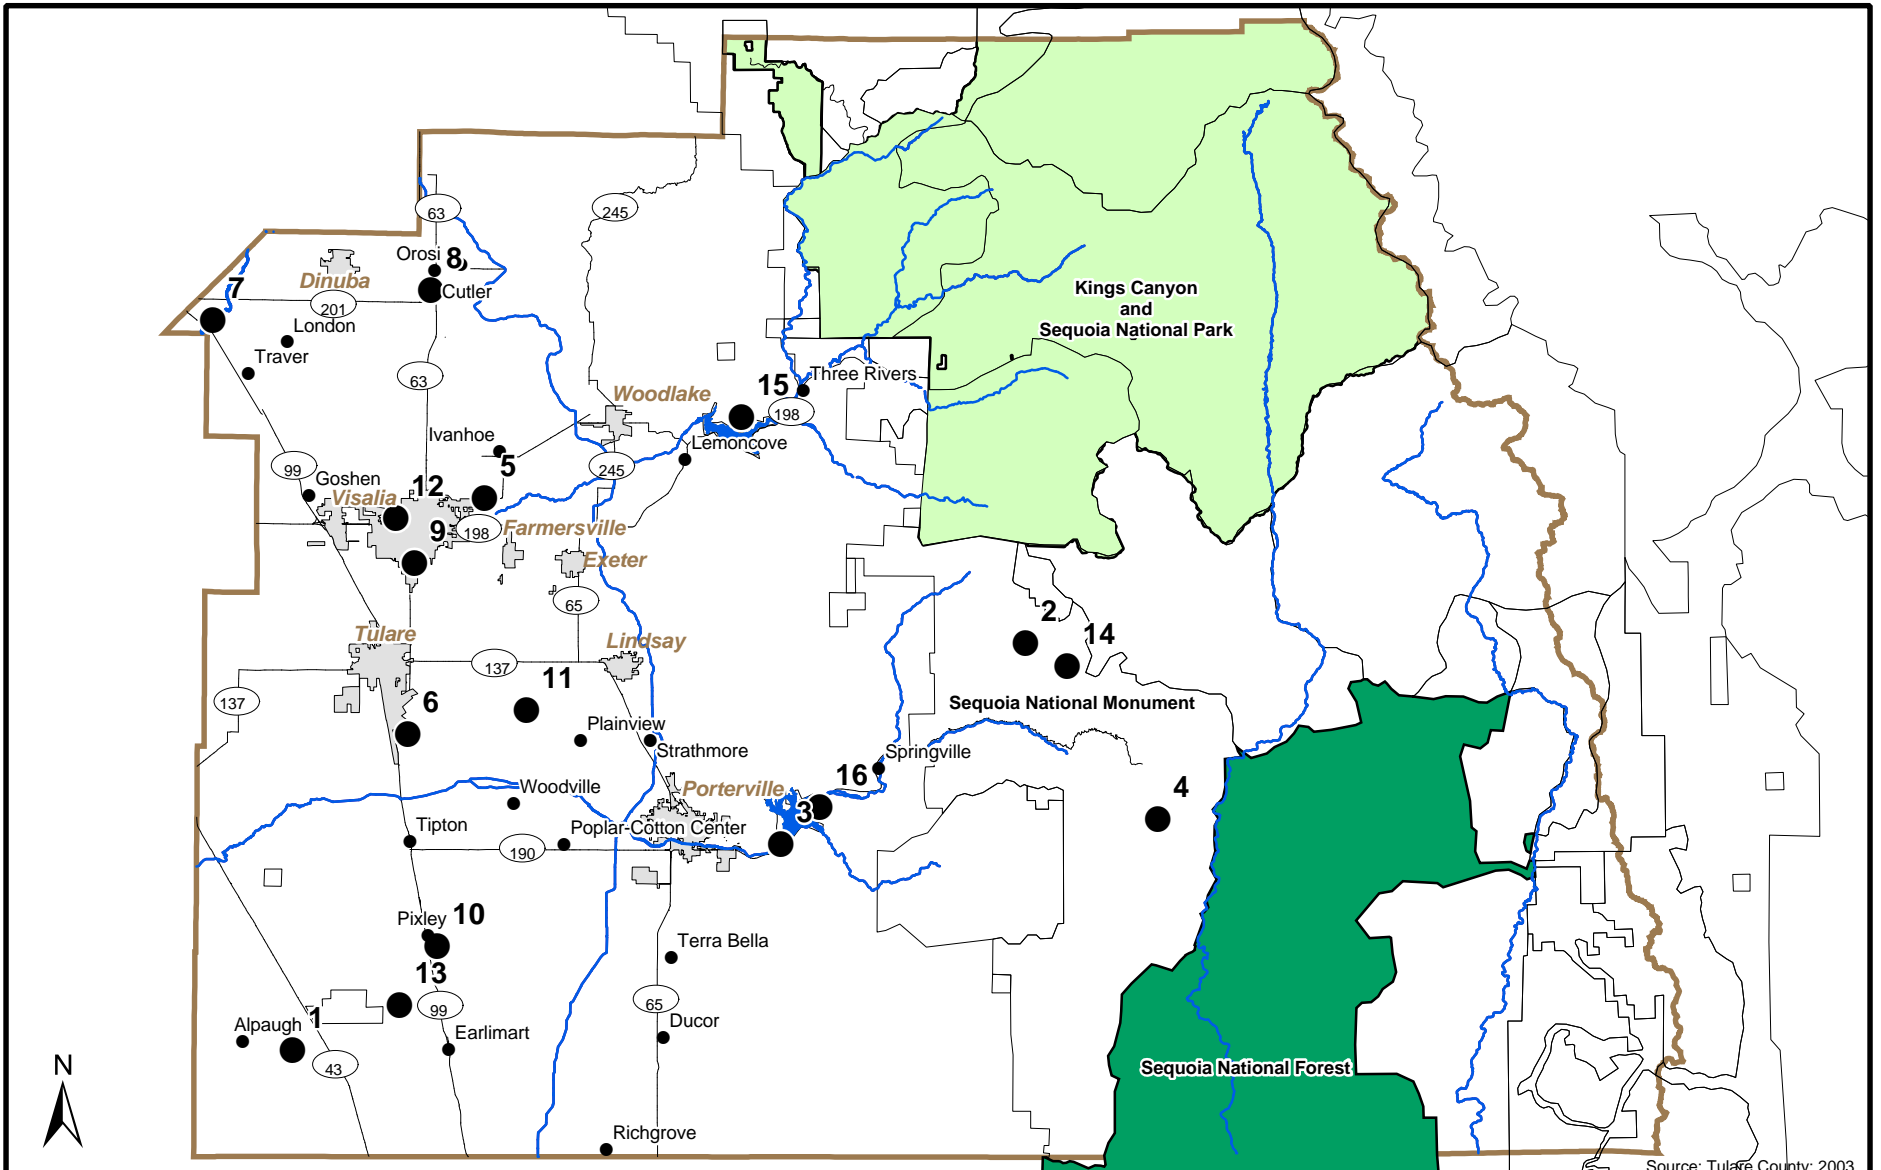 63
245
Orosi
8
Dinuba
7
Cutler
201
London
Traver
Kings Canyon
and
Sequoia National Park
63
Three Rivers
15
Woodlake
198
Ivanhoe
Lemoncove
99
5
245
Goshen
12
Visalia
9
198
Farmersville
Exeter
65
2
14
Tulare
Lindsay
137
137
11
6
Sequoia National Monument
Plainview
Strathmore
Springville
16
4
Woodville
Porterville
3
Tipton
Poplar-Cotton Center
190
Pixley
10
Terra Bella
13
65
99
Alpaugh
1
Ducor
Earlimart
43
N
Sequoia National Forest
Richgrove
Source: Tulare County; 2003